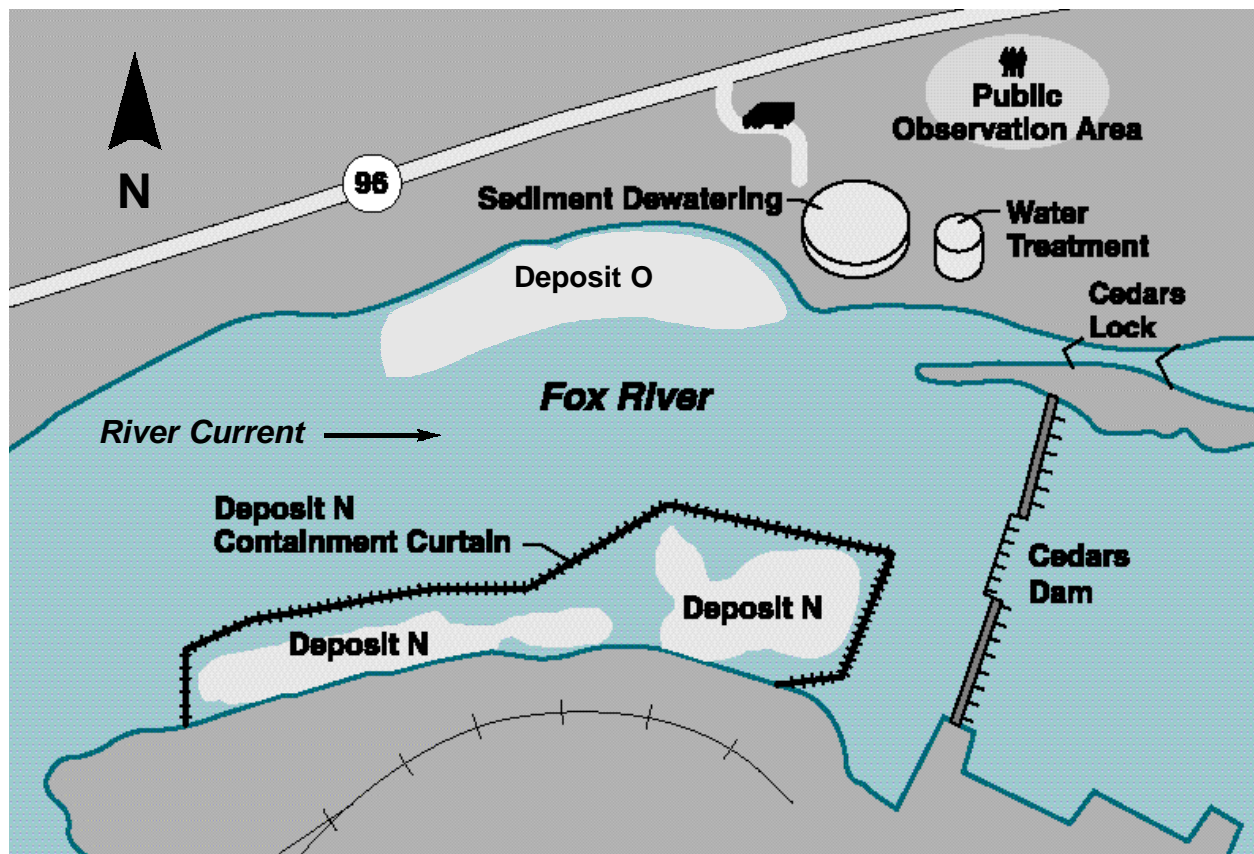 Public
Observation Area
96
N
Sediment Dewatering
Water
Treatment
Deposit O
Cedars
Lock
Fox River
River Current
Deposit N
Containment Curtain
Cedars
Dam
Deposit N
Deposit N